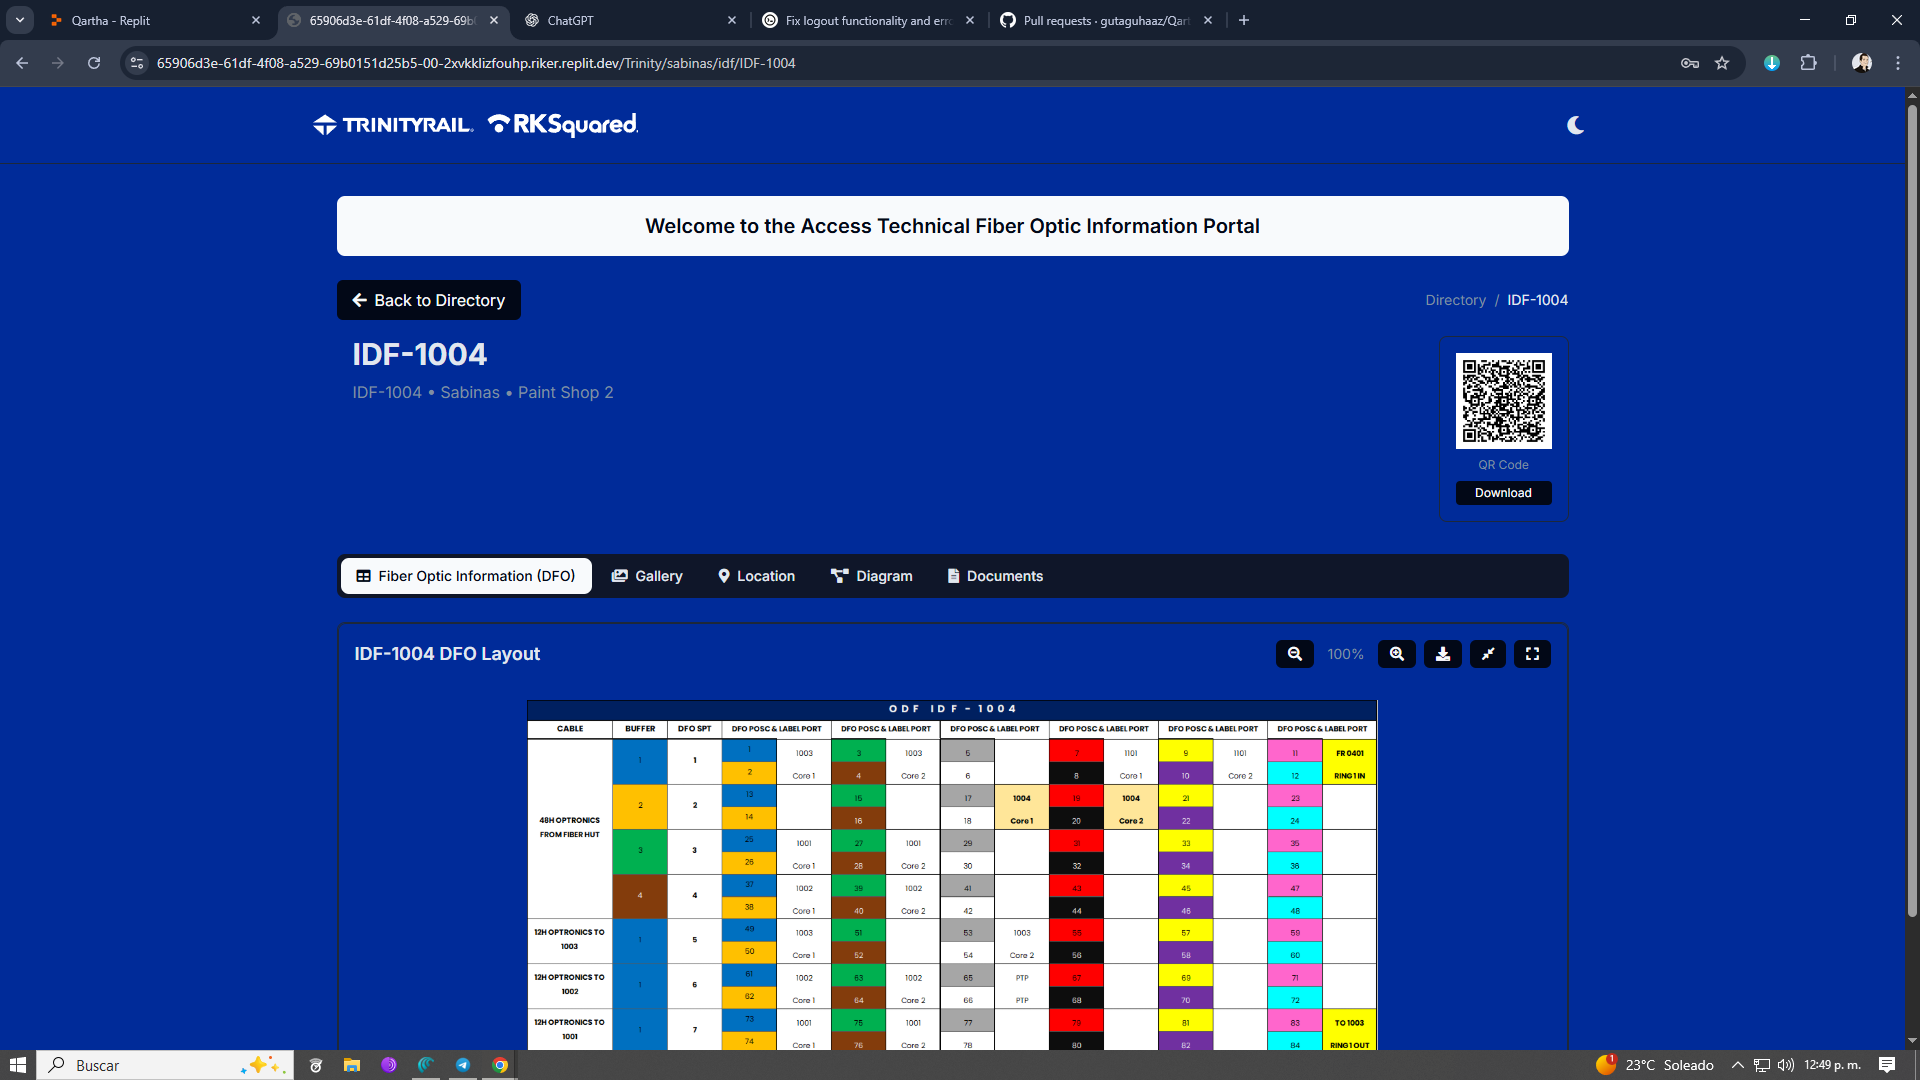 Qartha - Replit
65906d3e-61df-4f08-a529-69b
ChatGPT
Fix logout functionality and erro
Pull requests · gutaguhaaz/Qar
65906d3e-61df-4f08-a529-69b0151d25b5-00-2xvkklizfouhp.riker.replit.dev/Trinity/sabinas/idf/IDF-1004
TRINITYRAIL. RKSquared.
Welcome to the Access Technical Fiber Optic Information Portal
Back to Directory
Directory / IDF-1004
IDF-1004
IDF-1004 • Sabinas • Paint Shop 2
QR Code
Download
Fiber Optic Information (DFO) Gallery Location Diagram Documents
IDF-1004 DFO Layout
100%
ODF IDF-1004
CABLE BUFFER DFO SPT DFO POSC & LABEL PORT DFO POSC & LABEL PORT DFO POSC & LABEL PORT DFO POSC & LABEL PORT DFO POSC & LABEL PORT DFO POSC & LABEL PORT
48H OPTRONICS
FROM FIBER HUT
1 1 1 1003 3 1003 5 7 1101 9 1101 11 FR 0401
2 Core 1 4 Core 2 6 8 Core 1 10 Core 2 12 RING 1 IN
2 2 13 15 17 1004 19 1004 21 23
14 16 18 Core 1 20 Core 2 22 24
3 3 25 1001 27 1001 29 31 33 35
26 Core 1 28 Core 2 30 32 34 36
4 4 37 1002 39 1002 41 43 45 47
38 Core 1 40 Core 2 42 44 46 48
12H OPTRONICS TO
1003
1 5 49 1003 51 53 1003 55 57 59
50 Core 1 52 54 Core 2 56 58 60
12H OPTRONICS TO
1002
1 6 61 1002 63 1002 65 PTP 67 69 71
62 Core 1 64 Core 2 66 PTP 68 70 72
12H OPTRONICS TO
1001
1 7 73 1001 75 1001 77 79 81 83 TO 1003
74 Core 1 76 Core 2 78 80 82 84 RING 1 OUT
Buscar
1
23°C Soleado
12:49 p. m.